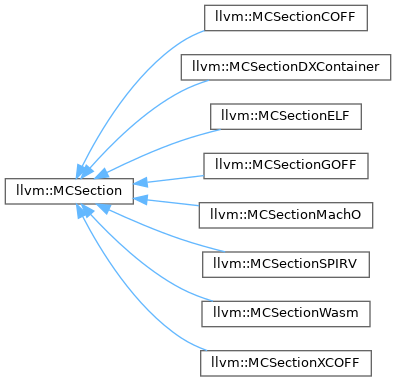 llvm::MCSectionCOFF
llvm::MCSectionDXContainer
llvm::MCSectionELF
llvm::MCSectionGOFF
llvm::MCSection
llvm::MCSectionMachO
llvm::MCSectionSPIRV
llvm::MCSectionWasm
llvm::MCSectionXCOFF